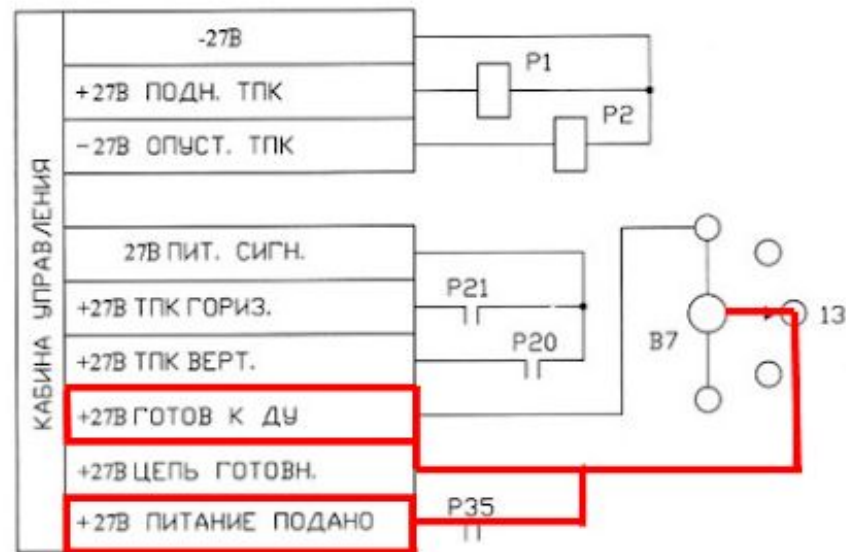 КАБИНА УПРАВЛЕНИЯ
-27В
+27В ПОДН. ТПК
-27В ОПУСТ. ТПК
27В ПИТ. СИГН.
+27В ТПК ГОРИЗ.
+27В ТПК ВЕРТ.
+27В ГОТОВ К ДУ
+27В ЦЕПЬ ГОТОВН.
+27В ПИТАНИЕ ПОДАНО
Р1
Р2
Р21
Р20
В7
13
Р35